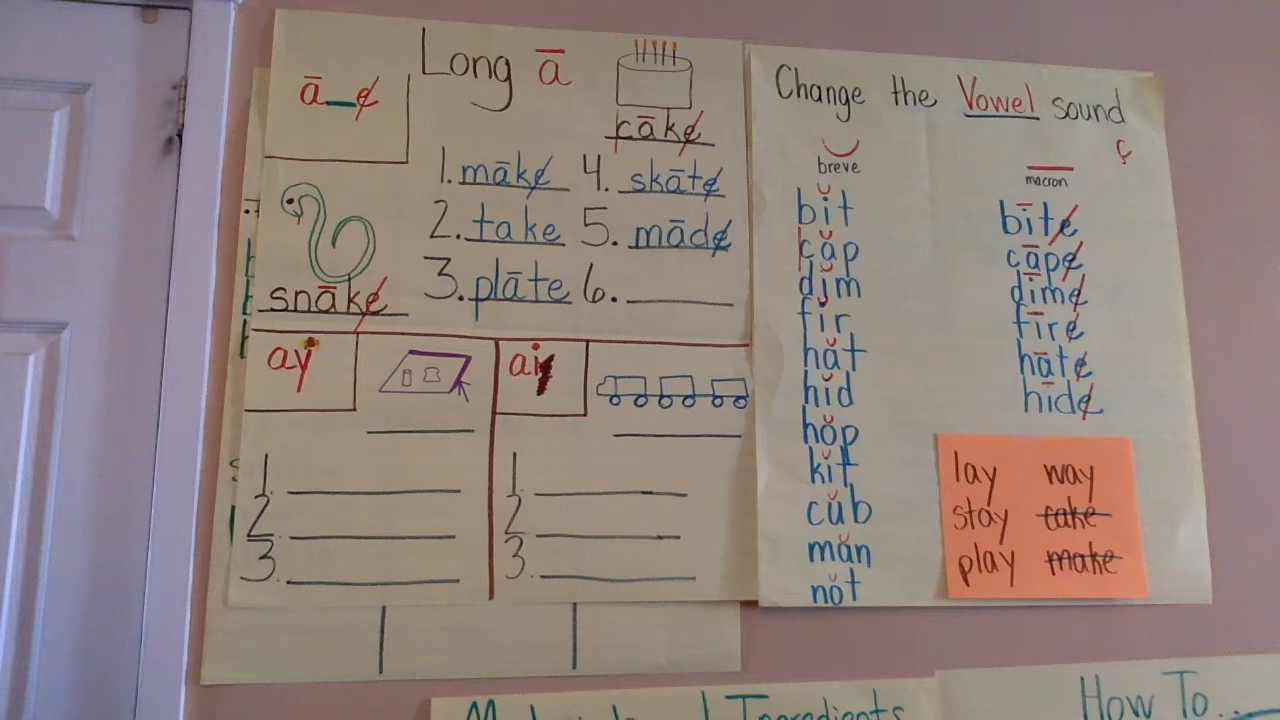 Long ā
ā_e
cāke
1. māke 4. skāte
2. take 5. māde
3. plāte 6.
snāke
ay
ai
1.
2.
3.
1.
2.
3.
Change the Vowel sound
breve
macron
bĭt bīte
căp cāpe
dĭm dīme
fĭr fīre
hăt hāte
hĭd hīde
hŏp
kĭt
cŭb
măn
nŏt
lay way
stay take
play make
Ingredients
How To...